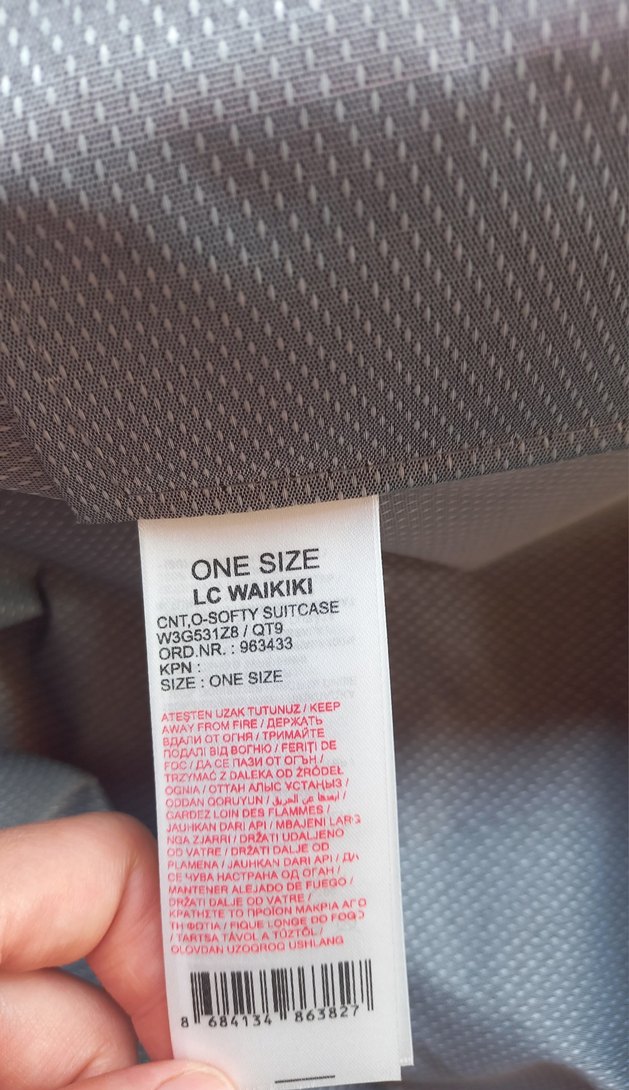 ONE SIZE
LC WAIKIKI
CNT,O-SOFTY SUITCASE
W3G531Z8 / QT9
ORD.NR. : 963433
KPN :
SIZE : ONE SIZE
ATEŞTEN UZAK TUTUNUZ / KEEP
AWAY FROM FIRE / ДЕРЖАТЬ
ВДАЛИ ОТ ОГНЯ / ТРИМАЙТЕ
ПОДАЛІ ВІД ВОГНЮ / FERIȚI DE
FOC / ДА СЕ ПАЗИ ОТ ОГЪН /
TRZYMAĆ Z DALEKA OD ŹRÓDEŁ
OGNIA / ОТТАН АЛЫС ҰСТАҢЫЗ /
ODDAN QORUYUN / أبعدها عن الحريق /
GARDEZ LOIN DES FLAMMES /
JAUHKAN DARI API / MBAJENI LARG
NGA ZJARRI / DRŽATI UDALJENO
OD VATRE / DRŽATI DALJE OD
PLAMENA / JAUHKAN DARI API / ДА
СЕ ЧУВА НАСТРАНА ОД ОГАН /
MANTENER ALEJADO DE FUEGO /
DRŽATI DALJE OD VATRE /
ΚΡΑΤΗΣΤΕ ΤΟ ΠΡΟΪΟΝ ΜΑΚΡΙΑ ΑΠΟ
ΤΗ ΦΩΤΙΑ / FIQUE LONGE DO FOGO
/ TARTSA TÁVOL A TŰZTŐL /
OLOVDAN UZOQROQ USHLANG
8 684134 863827